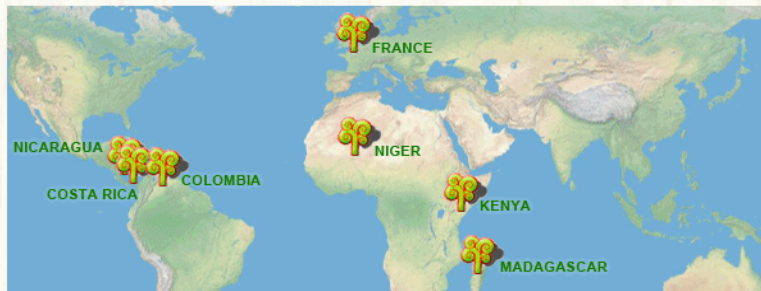 FRANCE
NICARAGUA
NIGER
COLOMBIA
COSTA RICA
KENYA
MADAGASCAR